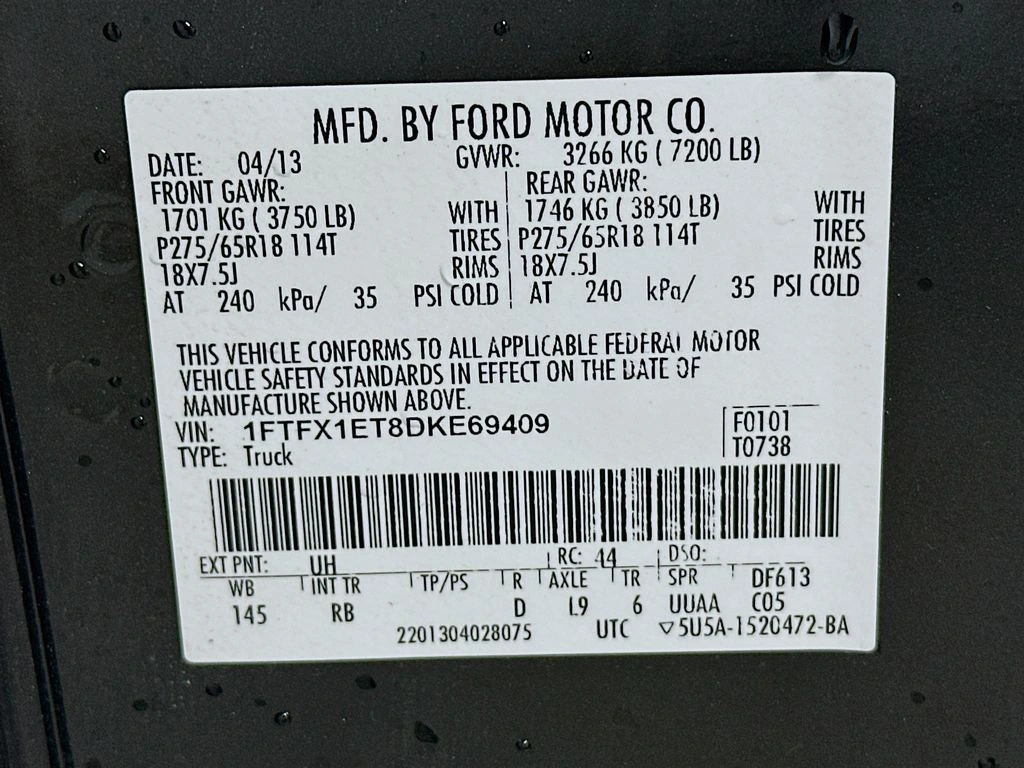 MFD. BY FORD MOTOR CO.
DATE: 04/13 GVWR: 3266 KG ( 7200 LB)
FRONT GAWR: REAR GAWR:
1701 KG ( 3750 LB) WITH 1746 KG ( 3850 LB) WITH
P275/65R18 114T TIRES P275/65R18 114T TIRES
18X7.5J RIMS 18X7.5J RIMS
AT 240 kPa/ 35 PSI COLD AT 240 kPa/ 35 PSI COLD
THIS VEHICLE CONFORMS TO ALL APPLICABLE FEDERAL MOTOR
VEHICLE SAFETY STANDARDS IN EFFECT ON THE DATE OF
MANUFACTURE SHOWN ABOVE.
VIN: 1FTFX1ET8DKE69409 F0101
TYPE: Truck T0738
EXT PNT: UH RC: 44 DSO:
WB INT TR TP/PS R AXLE TR SPR DF613
145 RB D L9 6 UUAA C05
2201304028075 UTC ▽5U5A-1520472-BA